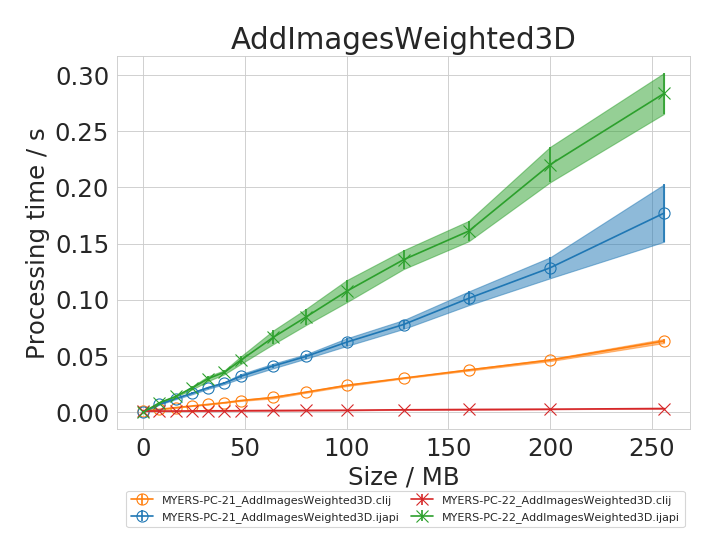 AddImagesWeighted3D
Processing time / s
0.30
0.25
0.20
0.15
0.10
0.05
0.00
0 50 100 150 200 250
Size / MB
MYERS-PC-21_AddImagesWeighted3D.clij MYERS-PC-22_AddImagesWeighted3D.clij
MYERS-PC-21_AddImagesWeighted3D.ijapi MYERS-PC-22_AddImagesWeighted3D.ijapi